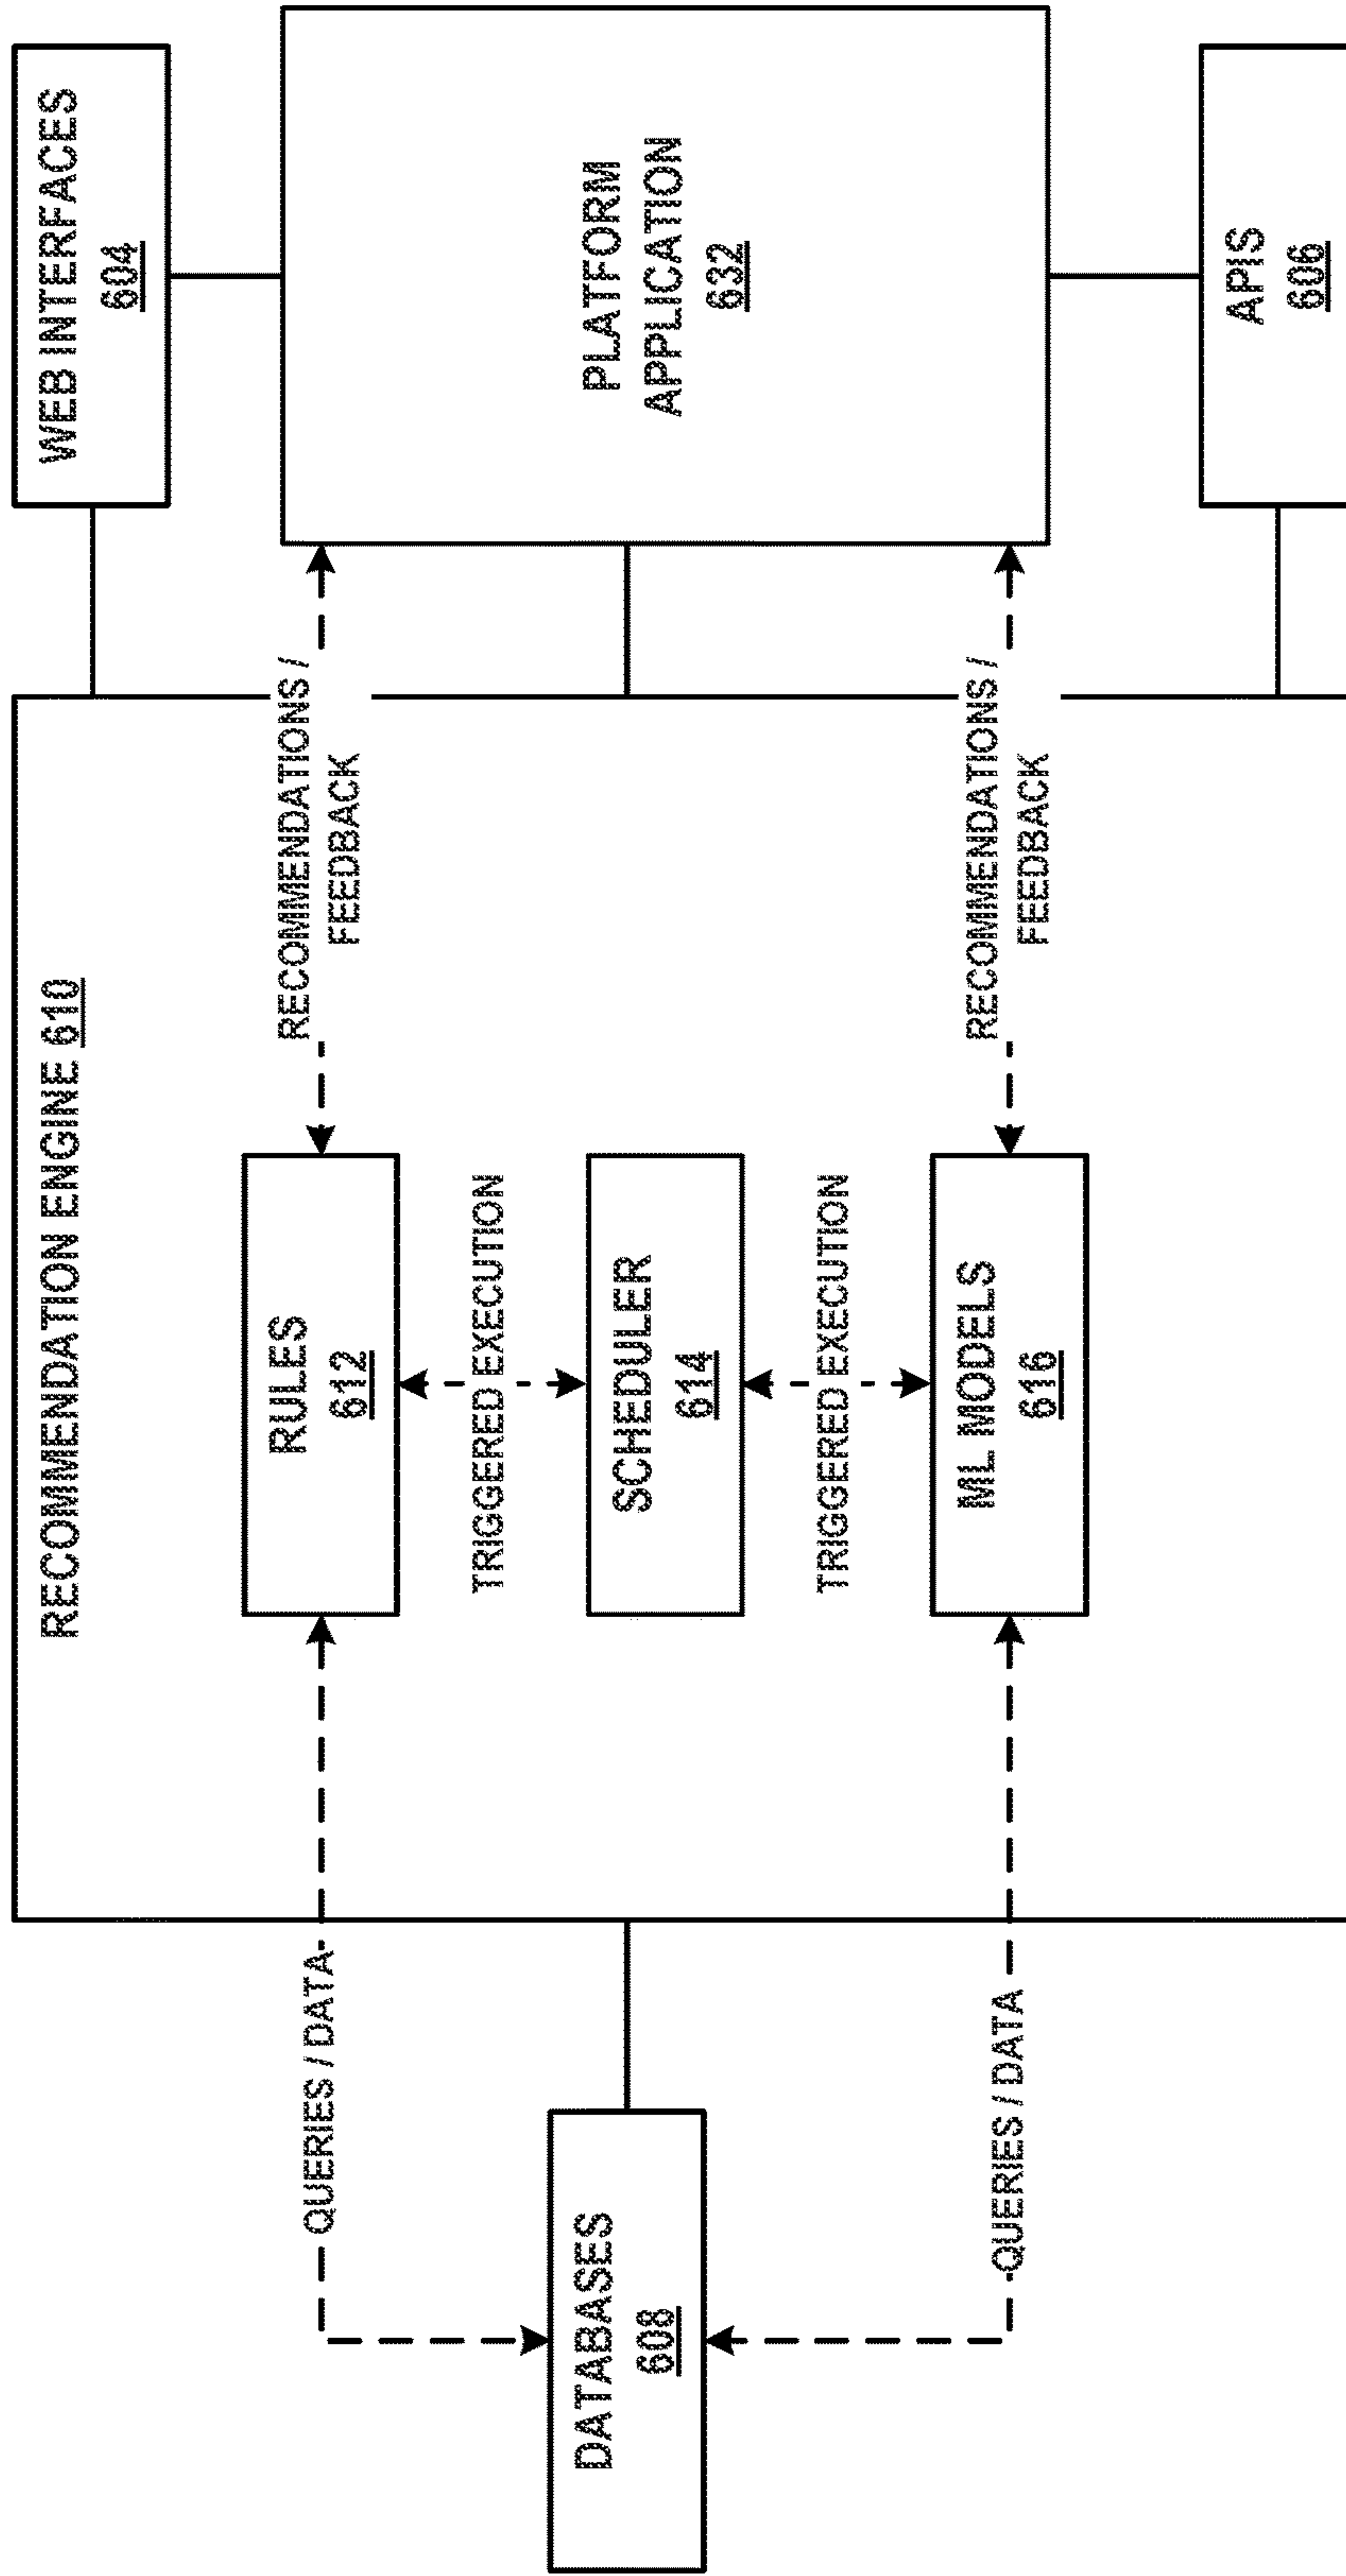 RECOMMENDATION ENGINE 610
WEB INTERFACES
604
QUERIES / DATA
RULES
612
RECOMMENDATIONS /
FEEDBACK
TRIGGERED EXECUTION
DATABASES
608
SCHEDULER
614
PLATFORM
APPLICATION
632
TRIGGERED EXECUTION
QUERIES / DATA
ML MODELS
616
RECOMMENDATIONS /
FEEDBACK
APIS
606